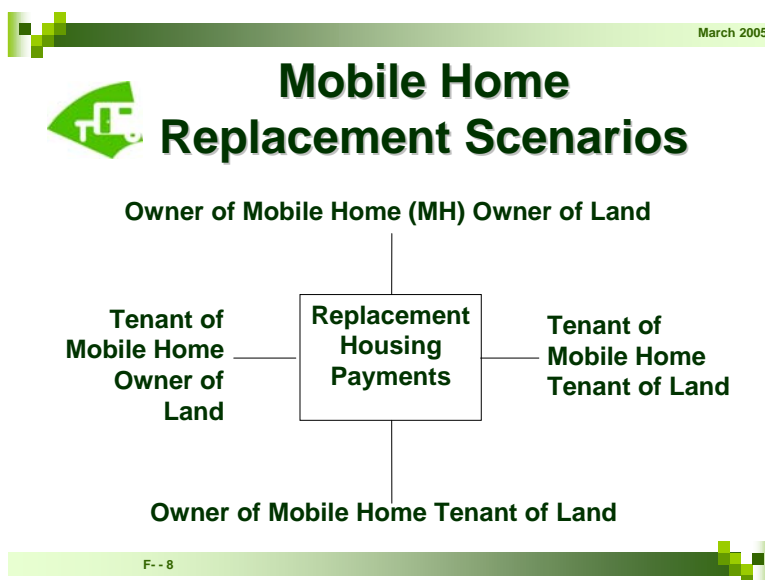 March 2005
Mobile Home
Replacement Scenarios
Owner of Mobile Home (MH) Owner of Land
Tenant of
Mobile Home
Owner of
Land
Replacement
Housing
Payments
Tenant of
Mobile Home
Tenant of Land
Owner of Mobile Home Tenant of Land
F- - 8